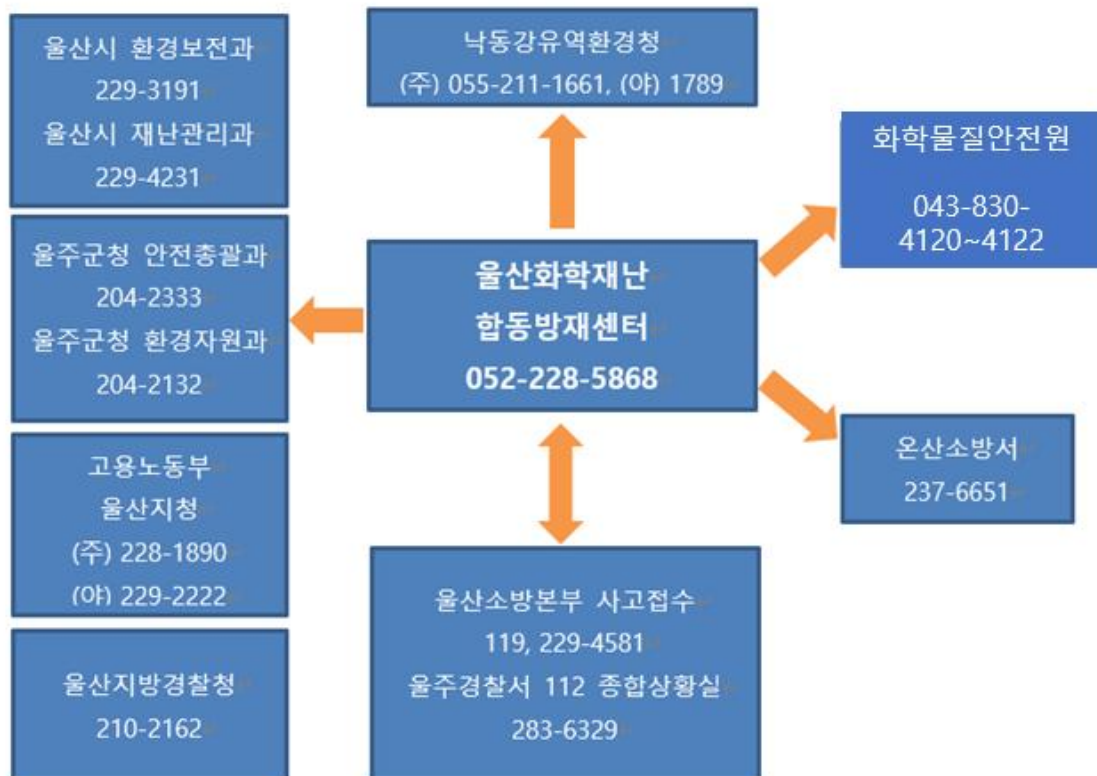 울산시 환경보전과
229-3191
울산시 재난관리과
229-4231
울주군청 안전총괄과
204-2333
울주군청 환경자원과
204-2132
고용노동부
울산지청
(주) 228-1890
(야) 229-2222
울산지방경찰청
210-2162
낙동강유역환경청
(주) 055-211-1661, (야) 1789
울산화학재난
합동방재센터
052-228-5868
울산소방본부 사고접수
119, 229-4581
울주경찰서 112 종합상황실
283-6329
화학물질안전원
043-830-
4120~4122
온산소방서
237-6651